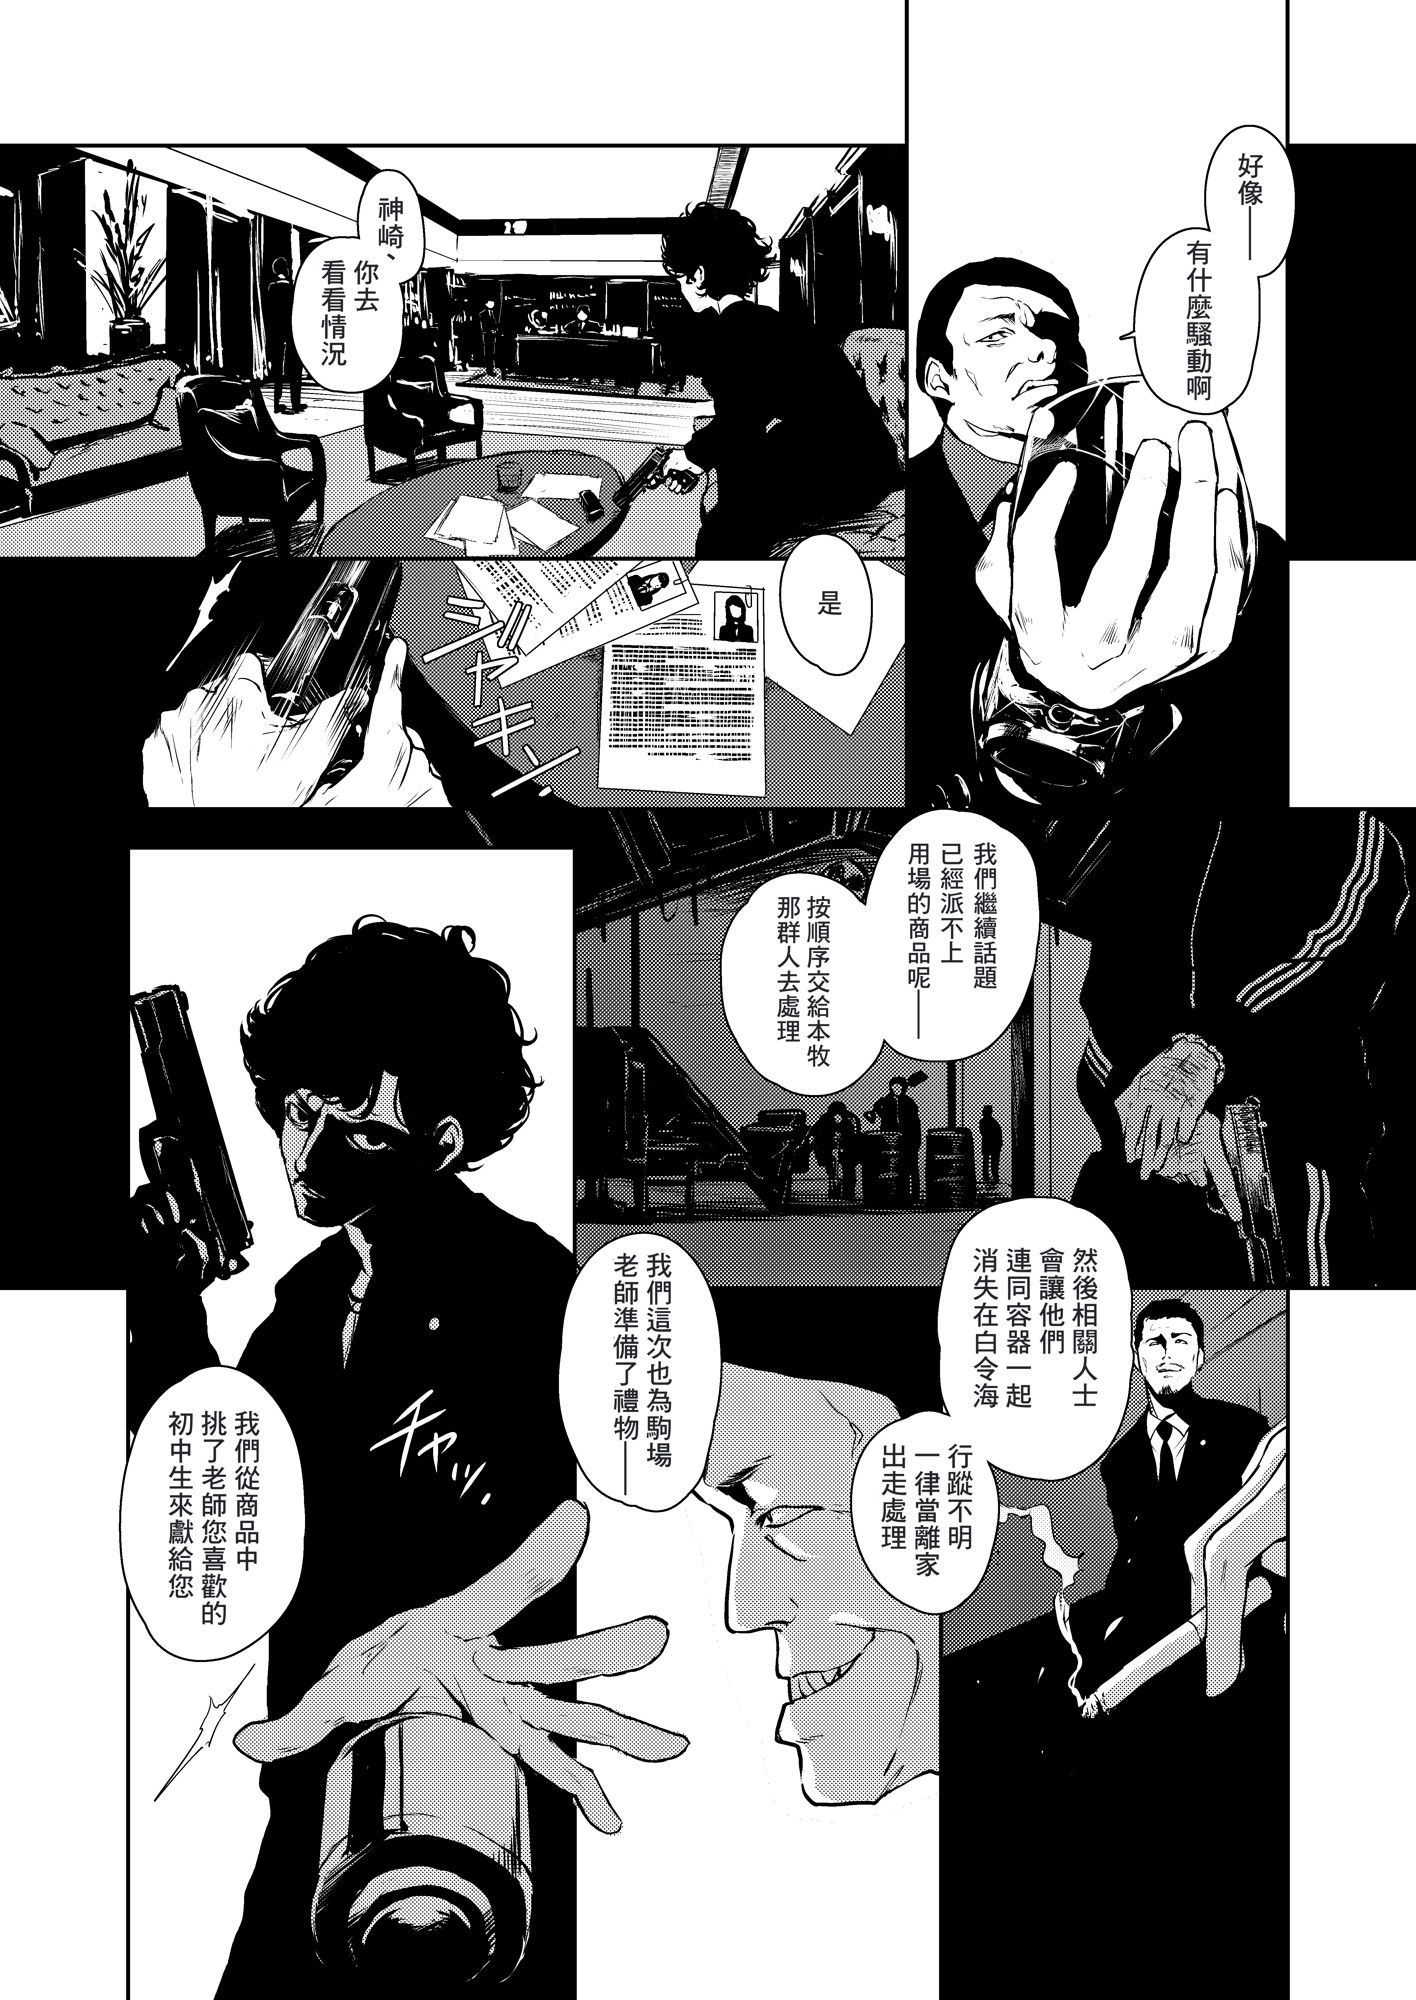 好像——
有什麼騷動啊
神崎、
你去
看看情況
是
ジャキン
我們繼續話題
已經派不上
用場的商品呢——
按順序交給本牧
那群人去處理
然後相關人士
會讓他們
連同容器一起
消失在白令海
行蹤不明
一律當離家
出走處理
我們這次也為駒場
老師準備了禮物——
チャッ
我們從商品中
挑了老師您喜歡的
初中生來獻給您